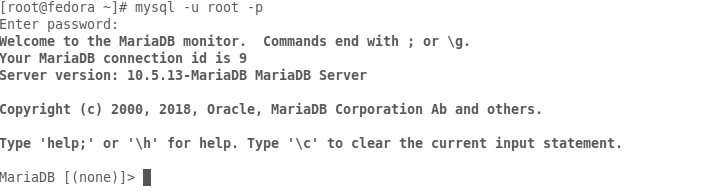 [root@fedora ~]# mysql -u root -p
Enter password:
Welcome to the MariaDB monitor.  Commands end with ; or \g.
Your MariaDB connection id is 9
Server version: 10.5.13-MariaDB MariaDB Server

Copyright (c) 2000, 2018, Oracle, MariaDB Corporation Ab and others.

Type 'help;' or '\h' for help. Type '\c' to clear the current input statement.

MariaDB [(none)]>